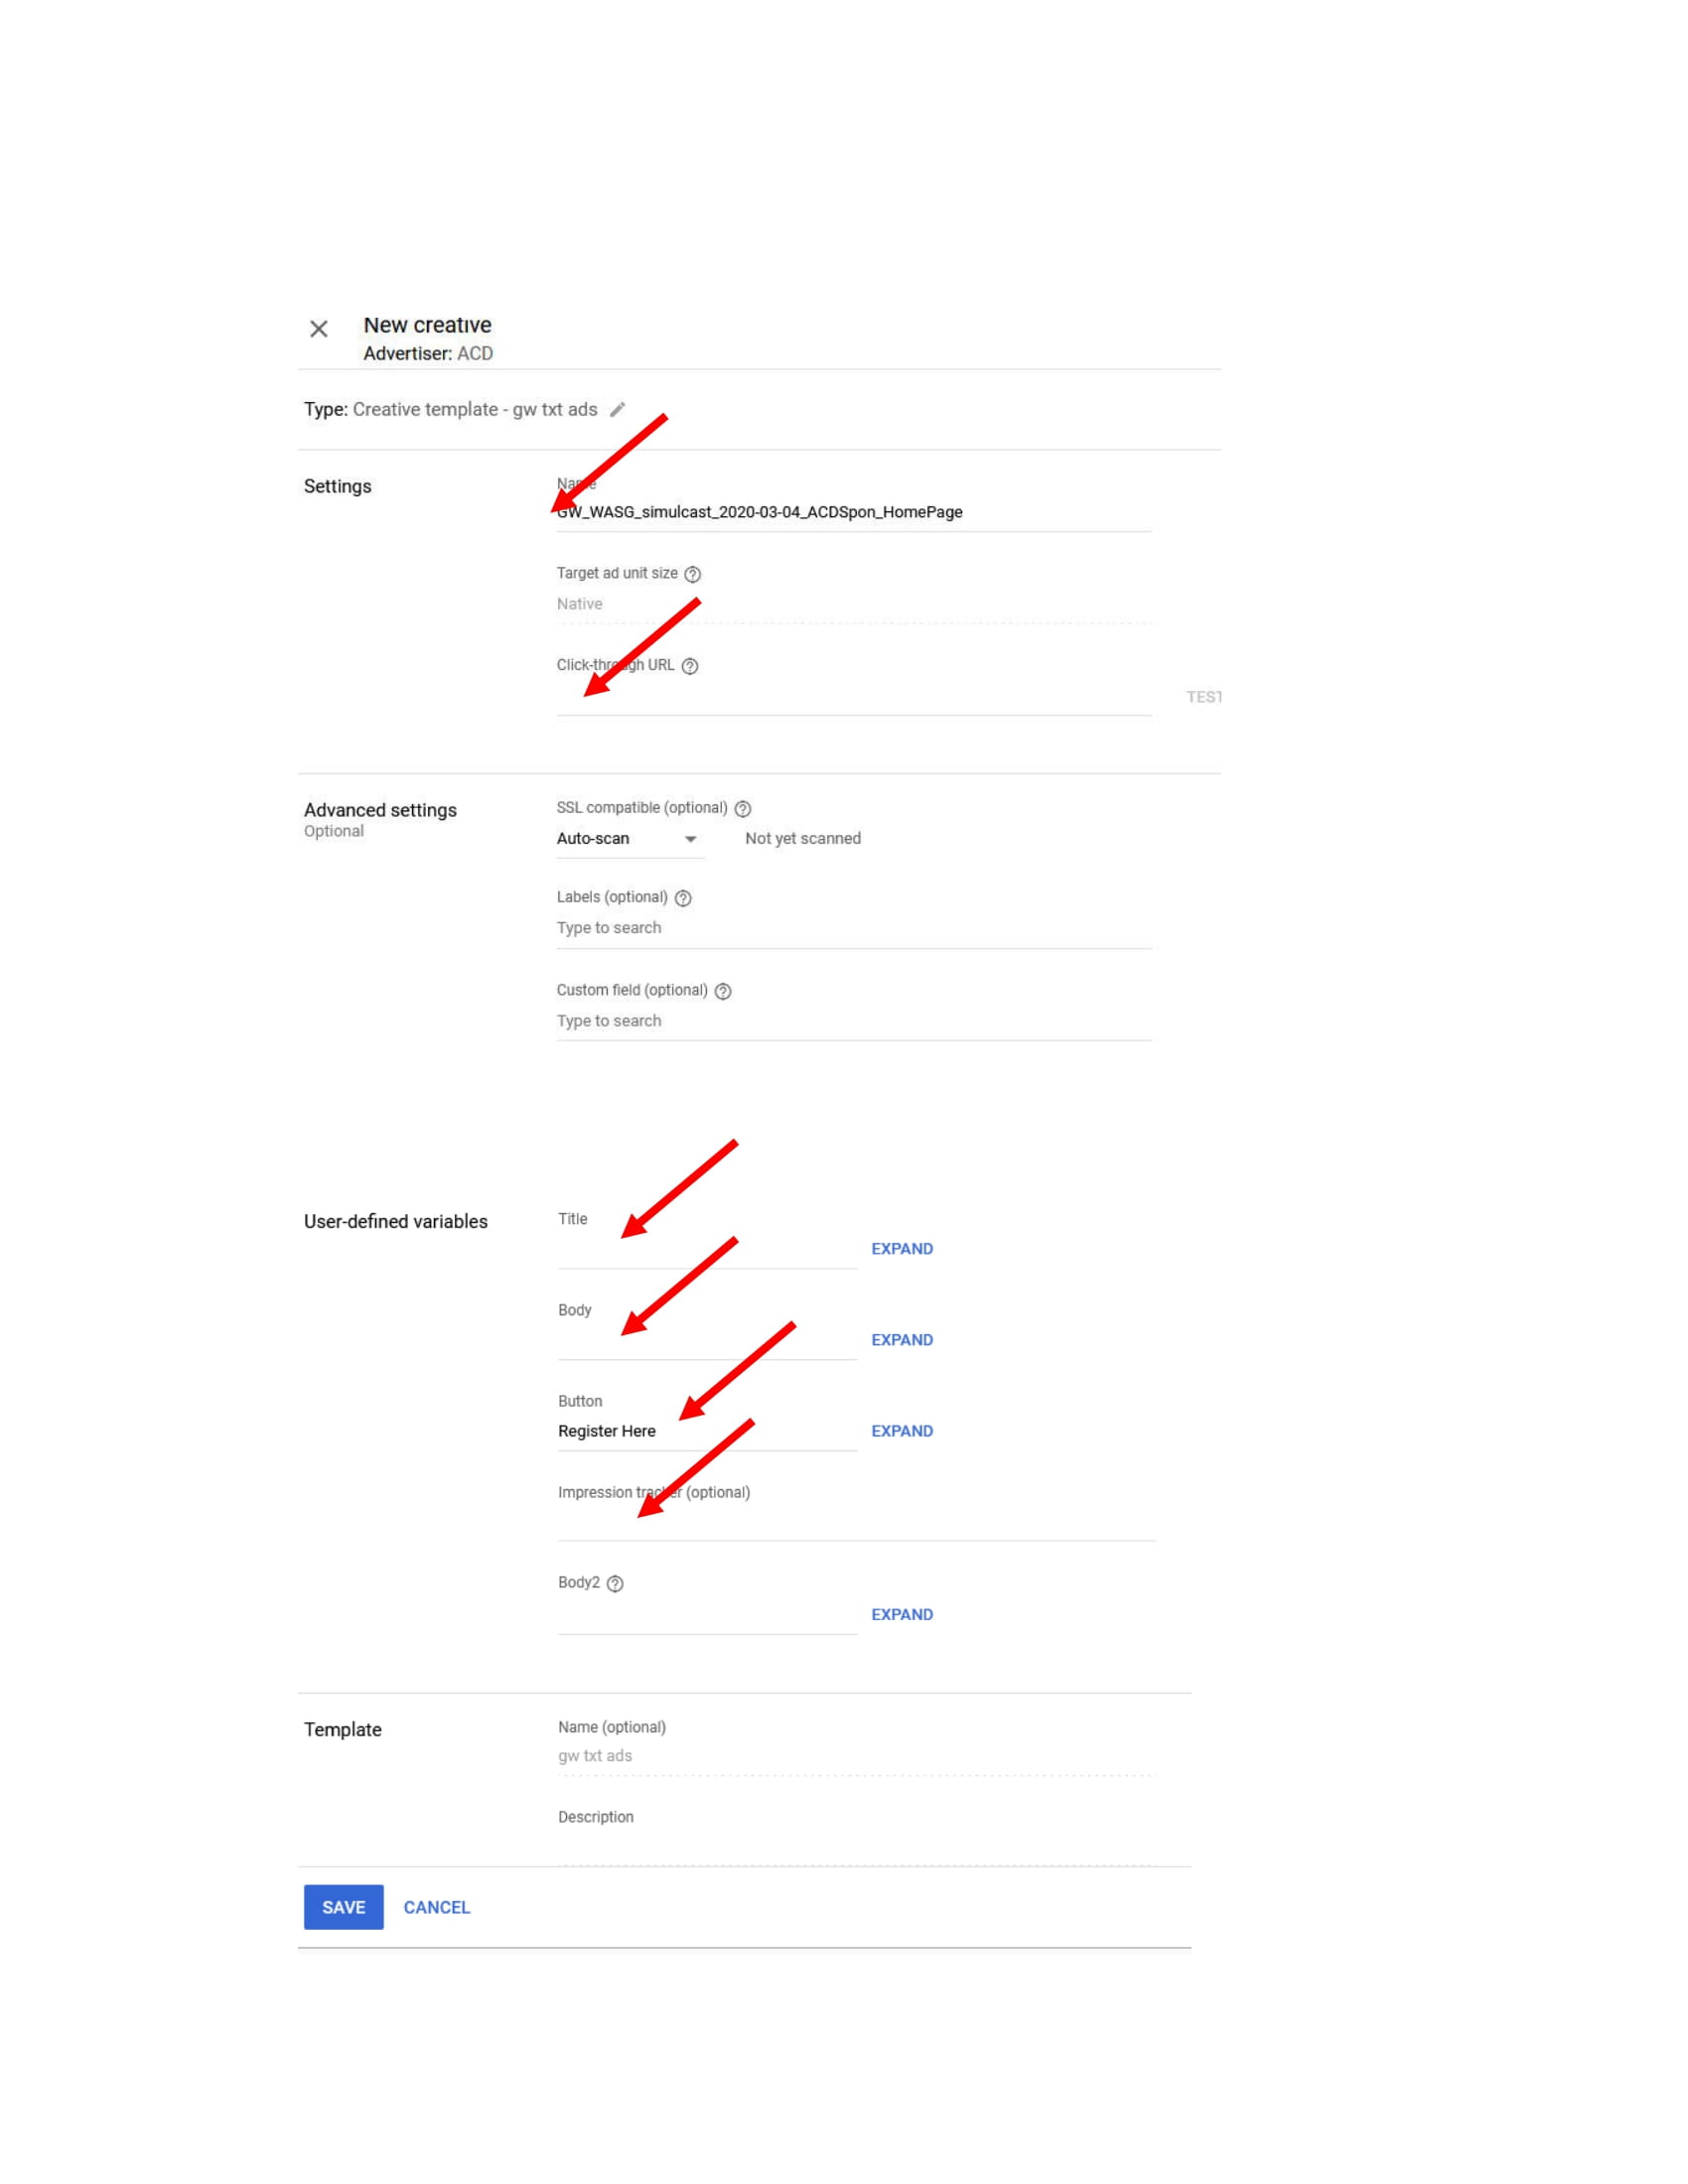 New creative
Advertiser: ACD
Type: Creative template - gw txt ads
Settings
Name
GW_WASG_simulcast_2020-03-04_ACDSpon_HomePage
Target ad unit size
Native
Click-through URL
TEST
Advanced settings
Optional
SSL compatible (optional)
Auto-scan Not yet scanned
Labels (optional)
Type to search
Custom field (optional)
Type to search
User-defined variables
Title
EXPAND
Body
EXPAND
Button
Register Here EXPAND
Impression tracker (optional)
Body2
EXPAND
Template
Name (optional)
gw txt ads
Description
SAVE CANCEL